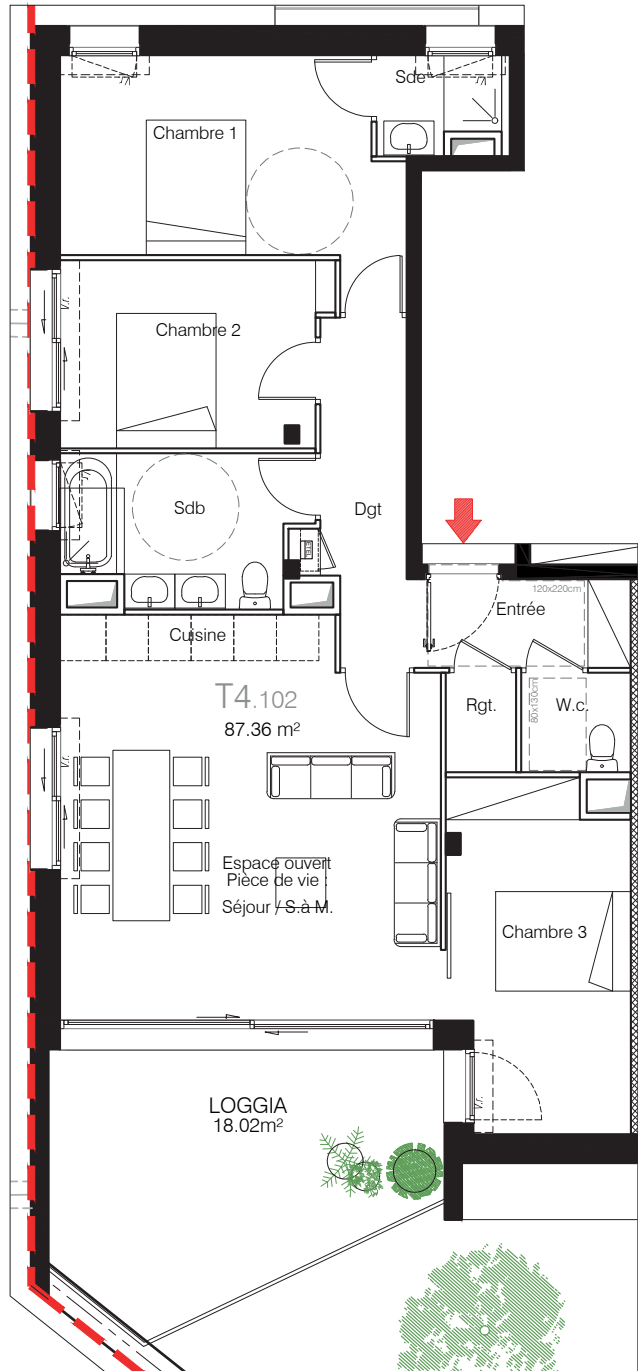 Sde
Chambre 1
V.r.
Chambre 2
Sdb
Dgt
120x220cm
Entrée
Cuisine
T4.102
87.36 m²
Rgt.
80x130cm
W.c.
V.r.
Espace ouvert
Pièce de vie :
Séjour / S.à M.
Chambre 3
V.r.
LOGGIA
18.02m²